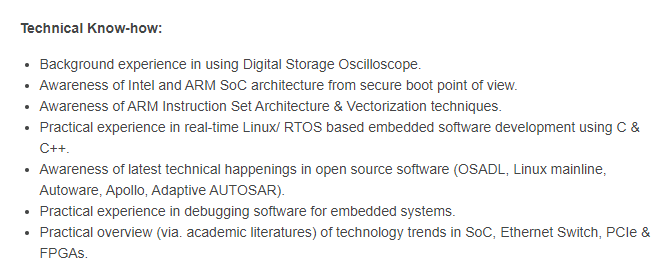 Technical Know-how:
• Background experience in using Digital Storage Oscilloscope.
• Awareness of Intel and ARM SoC architecture from secure boot point of view.
• Awareness of ARM Instruction Set Architecture & Vectorization techniques.
• Practical experience in real-time Linux/ RTOS based embedded software development using C &
C++.
• Awareness of latest technical happenings in open source software (OSADL, Linux mainline,
Autoware, Apollo, Adaptive AUTOSAR).
• Practical experience in debugging software for embedded systems.
• Practical overview (via. academic literatures) of technology trends in SoC, Ethernet Switch, PCIe &
FPGAs.